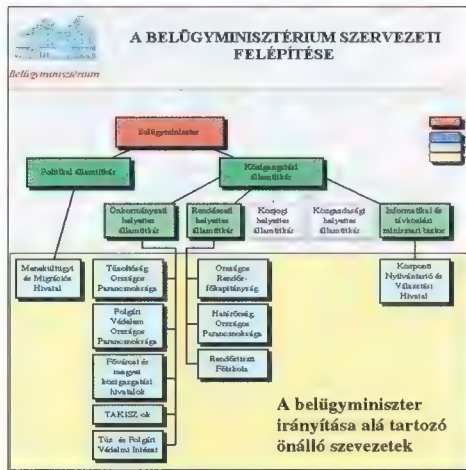 A BELÜGYMINISZTÉRIUM SZERVEZETI
FELÉPÍTÉSE
Belügyminisztérium
Belügyminiszter
Politikai államtitkár
Közigazgatási
államtitkár
Önkormányzati
helyettes
államtitkár
Rendészeti
helyettes
államtitkár
Közjogi
helyettes
államtitkár
Közgazdasági
helyettes
államtitkár
Informatikai és
távközlési
miniszteri biztos
Menekültügyi
és Migrációs
Hivatal
Tűzoltóság
Országos
Parancsnoksága
Országos
Rendőr-
főkapitányság
Központi
Nyilvántartó és
Választási
Hivatal
Polgári
Védelem
Országos
Parancsnoksága
Határőrség
Országos
Parancsnoksága
Fővárosi és
megyei
közigazgatási
hivatalok
Rendőrtiszti
Főiskola
TAKISZ-ok
Tűz- és Polgári
Védelmi Intézet
A belügyminiszter
irányítása alá tartozó
önálló szevezetek